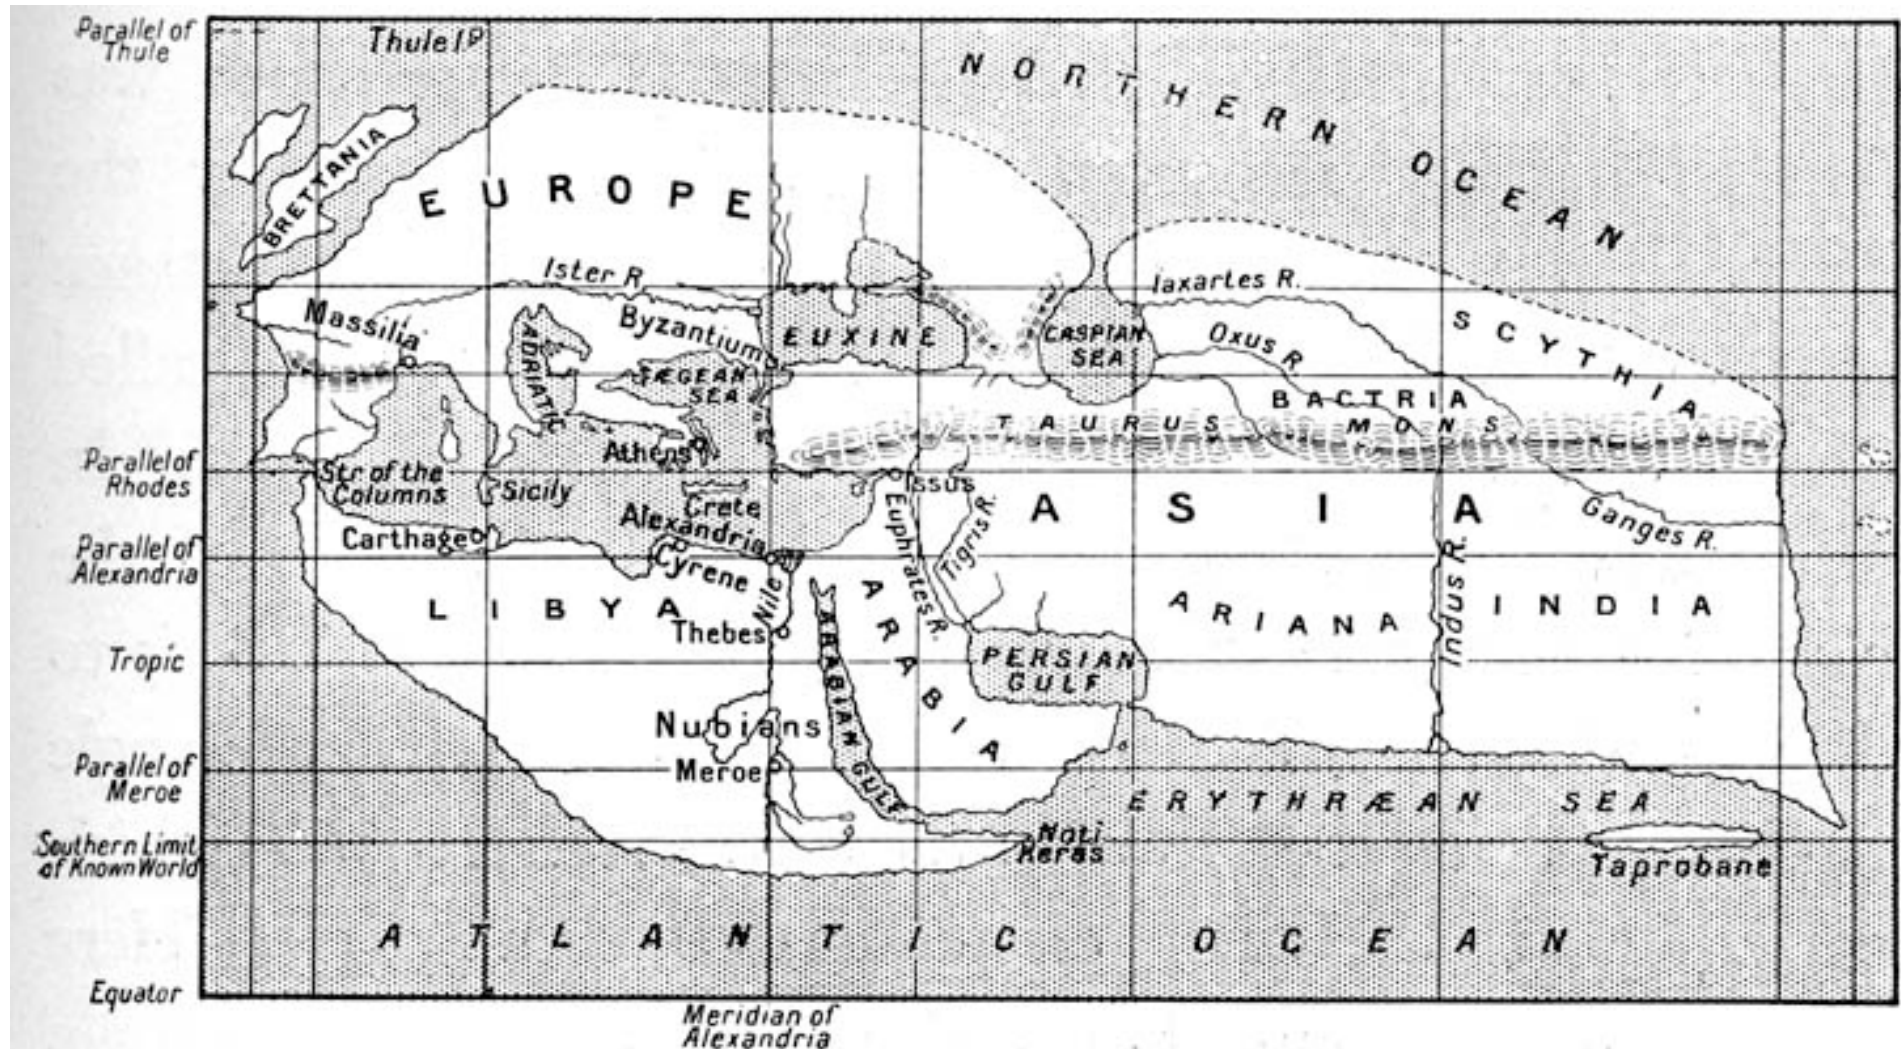 Parallel of
Thule
Thule I.
NORTHERN OCEAN
BRETTANIA
EUROPE
Ister R
Iaxartes R.
SCYTHIA
Massilia
Byzantium
EUXINE
CASPIAN
SEA
Oxus R
ADRIATIC
ÆGEAN
SEA
BACTRIA
TAURUS MONS
Athens
Parallel of
Rhodes
Str of the
Columns
Sicily
Crete
Issus
ASIA
Ganges R.
Alexandria
Carthage
Cyrene
Euphrates R.
Tigris R.
Parallel of
Alexandria
LIBYA
Nile
Thebes
ARABIA
ARABIAN GULF
ARIANA
Indus R.
INDIA
Tropic
PERSIAN
GULF
Nubians
Meroe
Parallel of
Meroe
ERYTHRÆAN SEA
Southern Limit
of Known World
Noti
Keras
Taprobane
ATLANTIC OCEAN
Equator
Meridian of
Alexandria